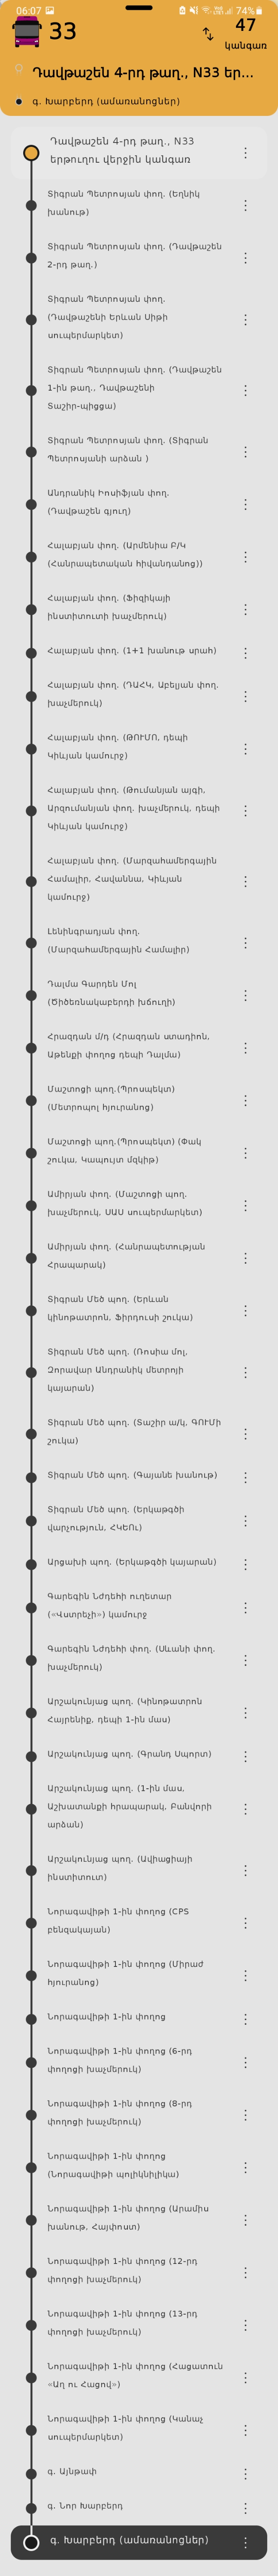 06:07
74%
33
47
կանգառ
Դավթաշեն 4-րդ թաղ., N33 եր...
գ. Խարբերդ (ամառանոցներ)
Դավթաշեն 4-րդ թաղ., N33
երթուղու վերջին կանգառ
Տիգրան Պետրոսյան փող. (Եղնիկ
խանութ)
Տիգրան Պետրոսյան փող. (Դավթաշեն
2-րդ թաղ.)
Տիգրան Պետրոսյան փող.
(Դավթաշենի Երևան Սիթի
սուպերմարկետ)
Տիգրան Պետրոսյան փող. (Դավթաշեն
1-ին թաղ., Դավթաշենի
Տաշիր-պիցցա)
Տիգրան Պետրոսյան փող. (Տիգրան
Պետրոսյանի արձան )
Անդրանիկ Իոսիֆյան փող.
(Դավթաշեն գյուղ)
Հալաբյան փող. (Արմենիա Բ/Կ
(Հանրապետական հիվանդանոց))
Հալաբյան փող. (Ֆիզիկայի
ինստիտուտի խաչմերուկ)
Հալաբյան փող. (1+1 խանութ սրահ)
Հալաբյան փող. (ԴԱՀԿ, Աբելյան փող.
խաչմերուկ)
Հալաբյան փող. (ԹՈՒՄՈ, դեպի
Կիևյան կամուրջ)
Հալաբյան փող. (Թումանյան այգի,
Արզումանյան փող. խաչմերուկ, դեպի
Կիևյան կամուրջ)
Հալաբյան փող. (Մարզահամերգային
Համալիր, Հավաննա, Կիևյան
կամուրջ)
Լենինգրադյան փող.
(Մարզահամերգային Համալիր)
Դալմա Գարդեն Մոլ
(Ծիծեռնակաբերդի խճուղի)
Հրազդան մ/դ (Հրազդան ստադիոն,
Աթենքի փողոց դեպի Դալմա)
Մաշտոցի պող.(Պրոսպեկտ)
(Մետրոպոլ հյուրանոց)
Մաշտոցի պող.(Պրոսպեկտ) (Փակ
շուկա, Կապույտ մզկիթ)
Ամիրյան փող. (Մաշտոցի պող.
խաչմերուկ, ՍԱՍ սուպերմարկետ)
Ամիրյան փող. (Հանրապետության
Հրապարակ)
Տիգրան Մեծ պող. (Երևան
կինոթատրոն, Ֆիրդուսի շուկա)
Տիգրան Մեծ պող. (Ռոսիա մոլ,
Զորավար Անդրանիկ մետրոյի
կայարան)
Տիգրան Մեծ պող. (Տաշիր ա/կ, ԳՈՒՄի
շուկա)
Տիգրան Մեծ պող. (Գայանե խանութ)
Տիգրան Մեծ պող. (Երկաթգծի
վարչություն, ՀԿԵՈւ)
Արցախի պող. (Երկաթգծի կայարան)
Գարեգին Նժդեհի ուղետար
(«Վստրեչի») կամուրջ
Գարեգին Նժդեհի փող. (Սևանի փող.
խաչմերուկ)
Արշակունյաց պող. (Կինոթատրոն
Հայրենիք, դեպի 1-ին մաս)
Արշակունյաց պող. (Գրանդ Սպորտ)
Արշակունյաց պող. (1-ին մաս,
Աշխատանքի հրապարակ, Բանվորի
արձան)
Արշակունյաց պող. (Ավիացիայի
ինստիտուտ)
Նորագավիթի 1-ին փողոց (CPS
բենզակայան)
Նորագավիթի 1-ին փողոց (Միրաժ
հյուրանոց)
Նորագավիթի 1-ին փողոց
Նորագավիթի 1-ին փողոց (6-րդ
փողոցի խաչմերուկ)
Նորագավիթի 1-ին փողոց (8-րդ
փողոցի խաչմերուկ)
Նորագավիթի 1-ին փողոց
(Նորագավիթի պոլիկնիլիկա)
Նորագավիթի 1-ին փողոց (Արամիս
խանութ, Հայփոստ)
Նորագավիթի 1-ին փողոց (12-րդ
փողոցի խաչմերուկ)
Նորագավիթի 1-ին փողոց (13-րդ
փողոցի խաչմերուկ)
Նորագավիթի 1-ին փողոց (Հացատուն
«Աղ ու Հացով»)
Նորագավիթի 1-ին փողոց (Կանաչ
սուպերմարկետ)
գ. Այնթափ
գ. Նոր Խարբերդ
գ. Խարբերդ (ամառանոցներ)